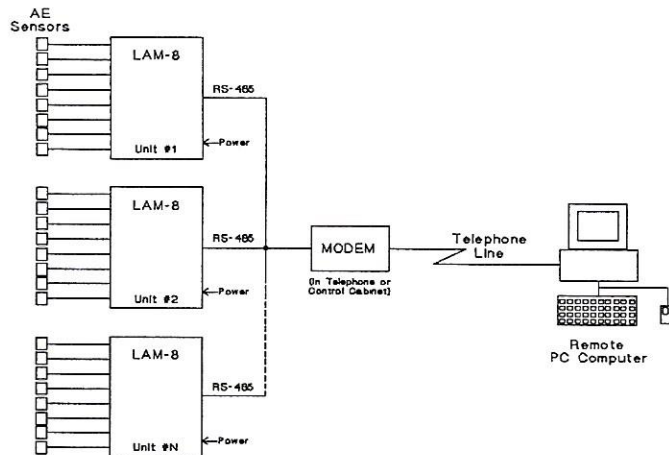 AE
Sensors
LAM-8
RS-485
Power
Unit #1
LAM-8
RS-485
Power
Unit #2
MODEM
(In Telephone or
Control Cabinet)
Telephone
Line
Remote
PC Computer
LAM-8
RS-485
Power
Unit #N